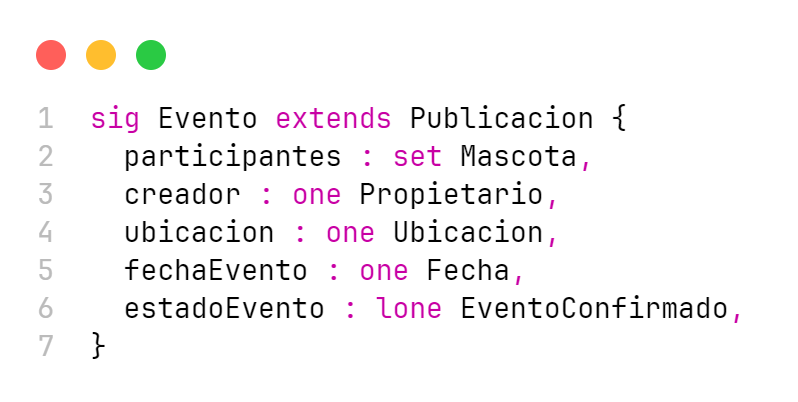 1 sig Evento extends Publicacion {
2 participantes : set Mascota,
3 creador : one Propietario,
4 ubicacion : one Ubicacion,
5 fechaEvento : one Fecha,
6 estadoEvento : lone EventoConfirmado,
7 }